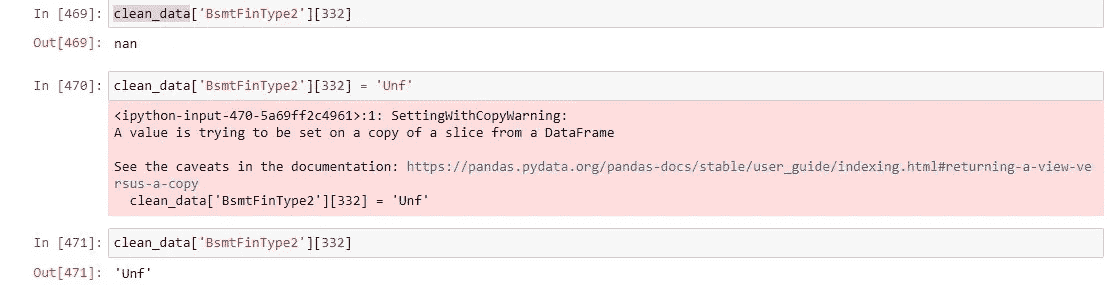 In [469]: clean_data['BsmtFinType2'][332]
Out[469]: nan
In [470]: clean_data['BsmtFinType2'][332] = 'Unf'
<ipython-input-470-5a69ff2c4961>:1: SettingWithCopyWarning:
A value is trying to be set on a copy of a slice from a DataFrame
See the caveats in the documentation: https://pandas.pydata.org/pandas-docs/stable/user_guide/indexing.html#returning-a-view-ve
rsus-a-copy
clean_data['BsmtFinType2'][332] = 'Unf'
In [471]: clean_data['BsmtFinType2'][332]
Out[471]: 'Unf'